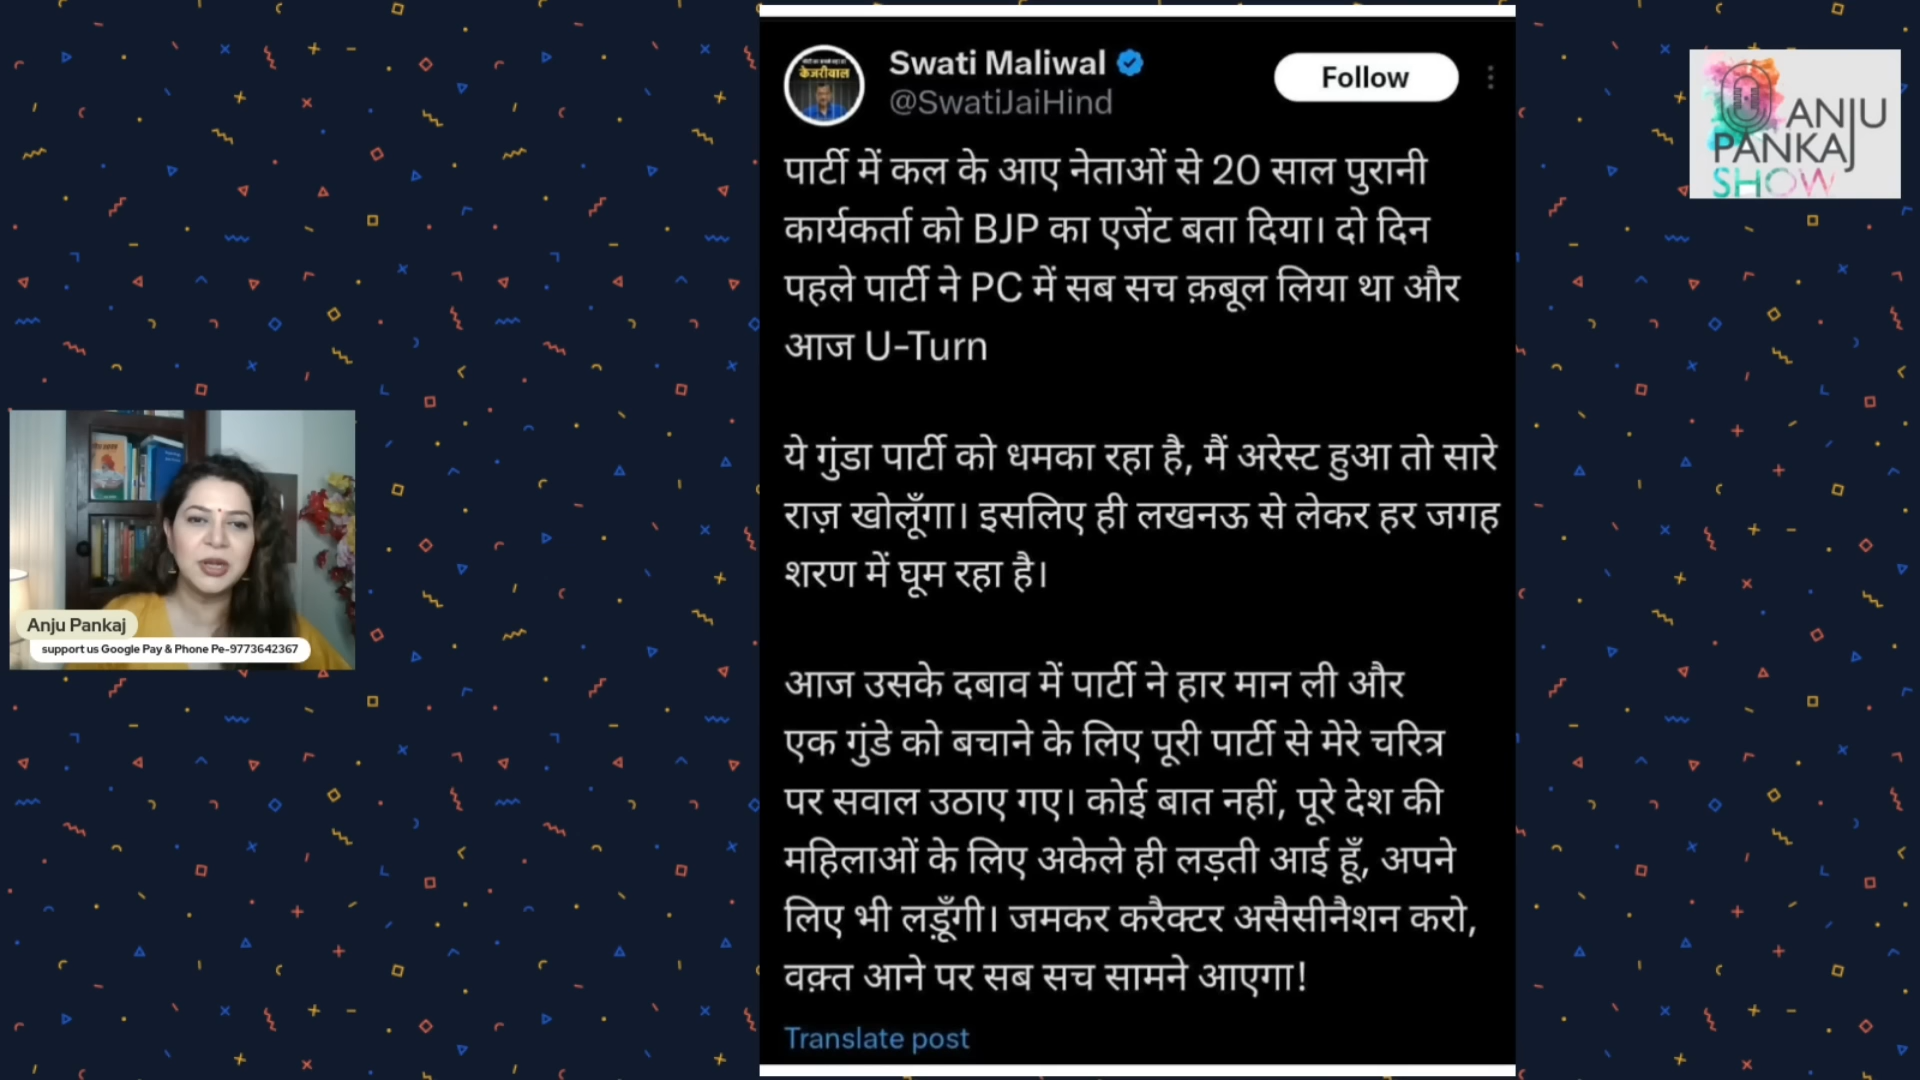 Swati Maliwal
@SwatiJaiHind
Follow
केजरीवाल
पार्टी में कल के आए नेताओं से 20 साल पुरानी
कार्यकर्ता को BJP का एजेंट बता दिया। दो दिन
पहले पार्टी ने PC में सब सच क़बूल लिया था और
आज U-Turn
ये गुंडा पार्टी को धमका रहा है, मैं अरेस्ट हुआ तो सारे
राज़ खोलूँगा। इसलिए ही लखनऊ से लेकर हर जगह
शरण में घूम रहा है।
आज उसके दबाव में पार्टी ने हार मान ली और
एक गुंडे को बचाने के लिए पूरी पार्टी से मेरे चरित्र
पर सवाल उठाए गए। कोई बात नहीं, पूरे देश की
महिलाओं के लिए अकेले ही लड़ती आई हूँ, अपने
लिए भी लड़ूँगी। जमकर करैक्टर असैसीनैशन करो,
वक़्त आने पर सब सच सामने आएगा!
Translate post
Anju Pankaj
support us Google Pay & Phone Pe-9773642367
ANJU
PANKAJ
SHOW